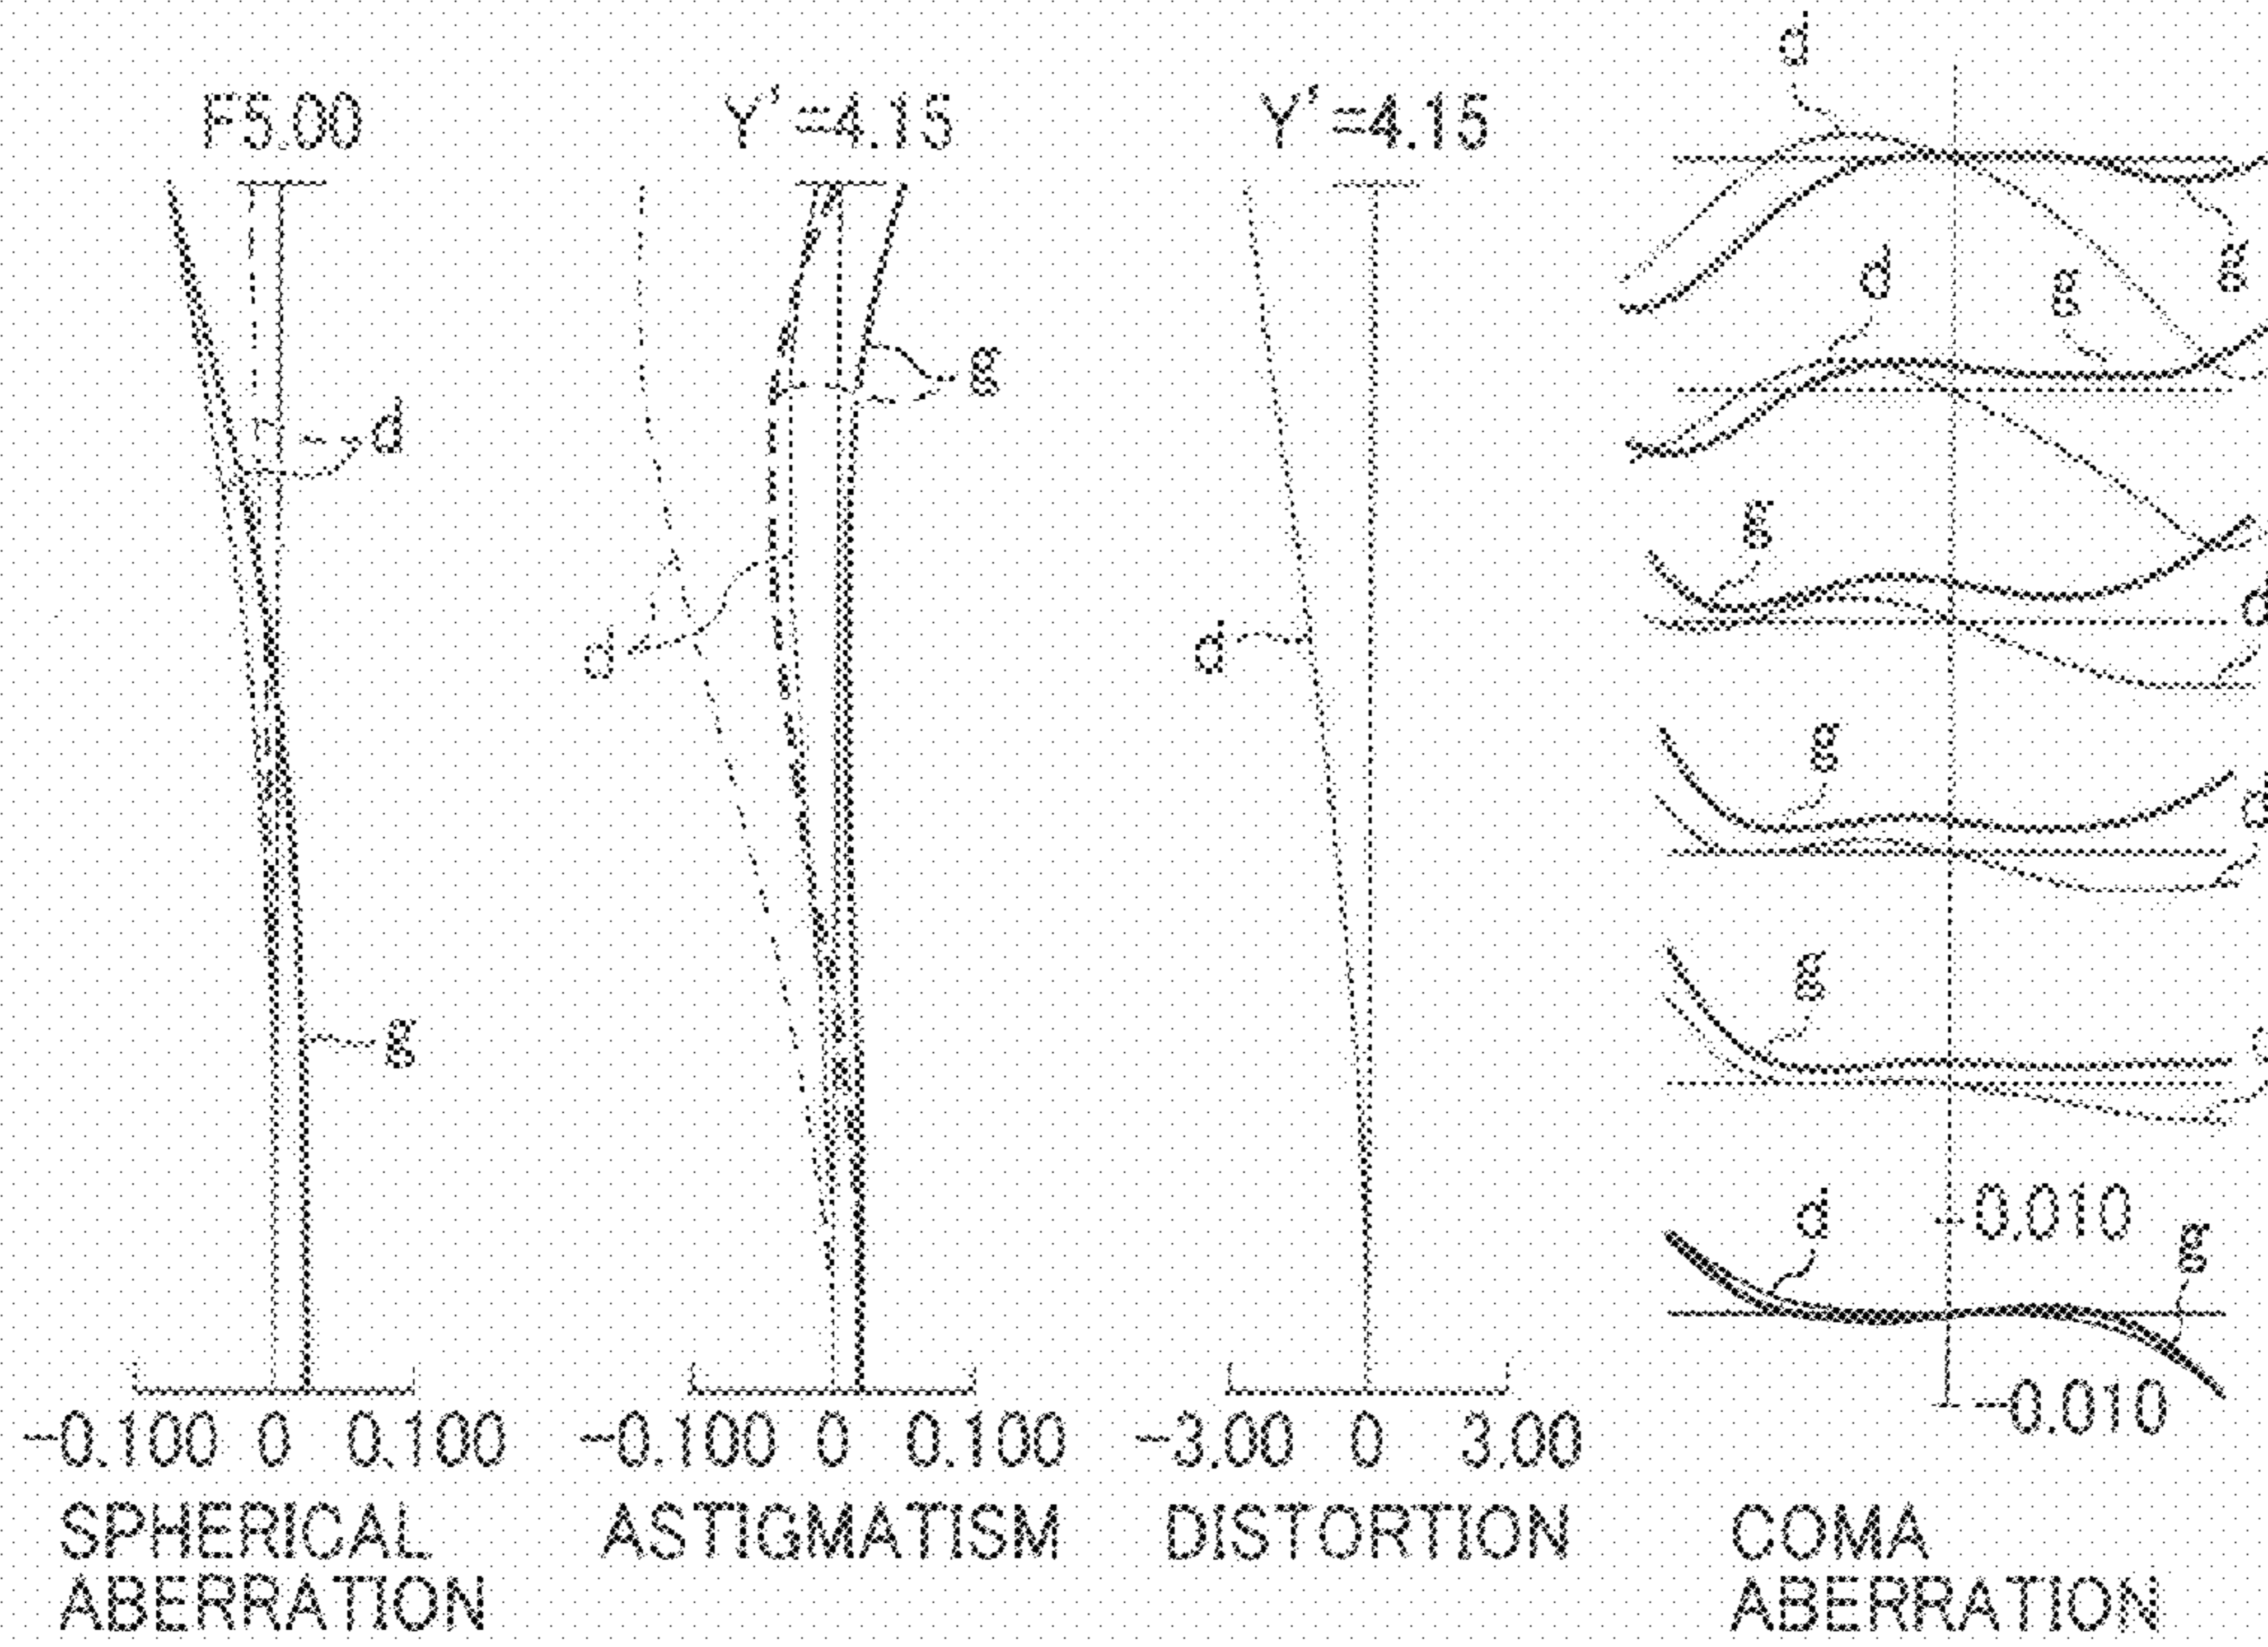 F5.00
Y'=4.15
Y'=4.15
d
g
d
g
d
g
d
g
d
g
d
g
d
g
d
g
d
0.010
g
-0.010
-0.100 0 0.100
-0.100 0 0.100
-3.00 0 3.00
SPHERICAL
ABERRATION
ASTIGMATISM
DISTORTION
COMA
ABERRATION